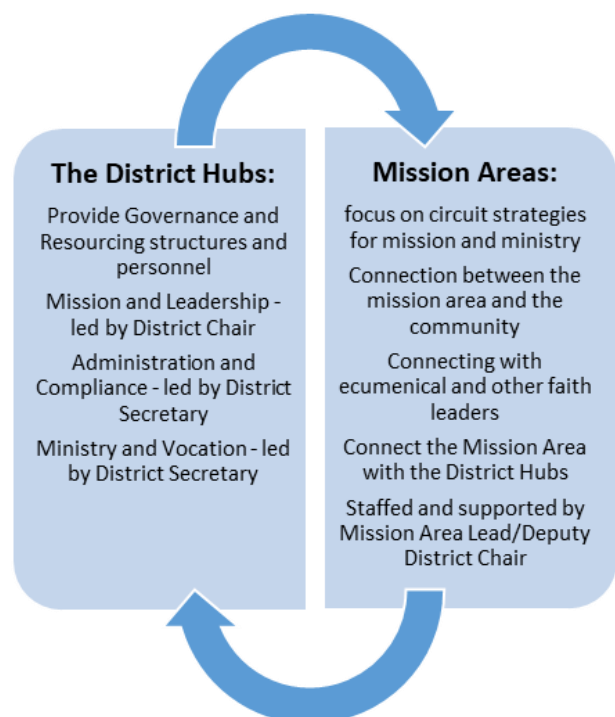 The District Hubs:
Provide Governance and
Resourcing structures and
personnel
Mission and Leadership -
led by District Chair
Administration and
Compliance - led by District
Secretary
Ministry and Vocation - led
by District Secretary
Mission Areas:
focus on circuit strategies
for mission and ministry
Connection between the
mission area and the
community
Connecting with
ecumenical and other faith
leaders
Connect the Mission Area
with the District Hubs
Staffed and supported by
Mission Area Lead/Deputy
District Chair